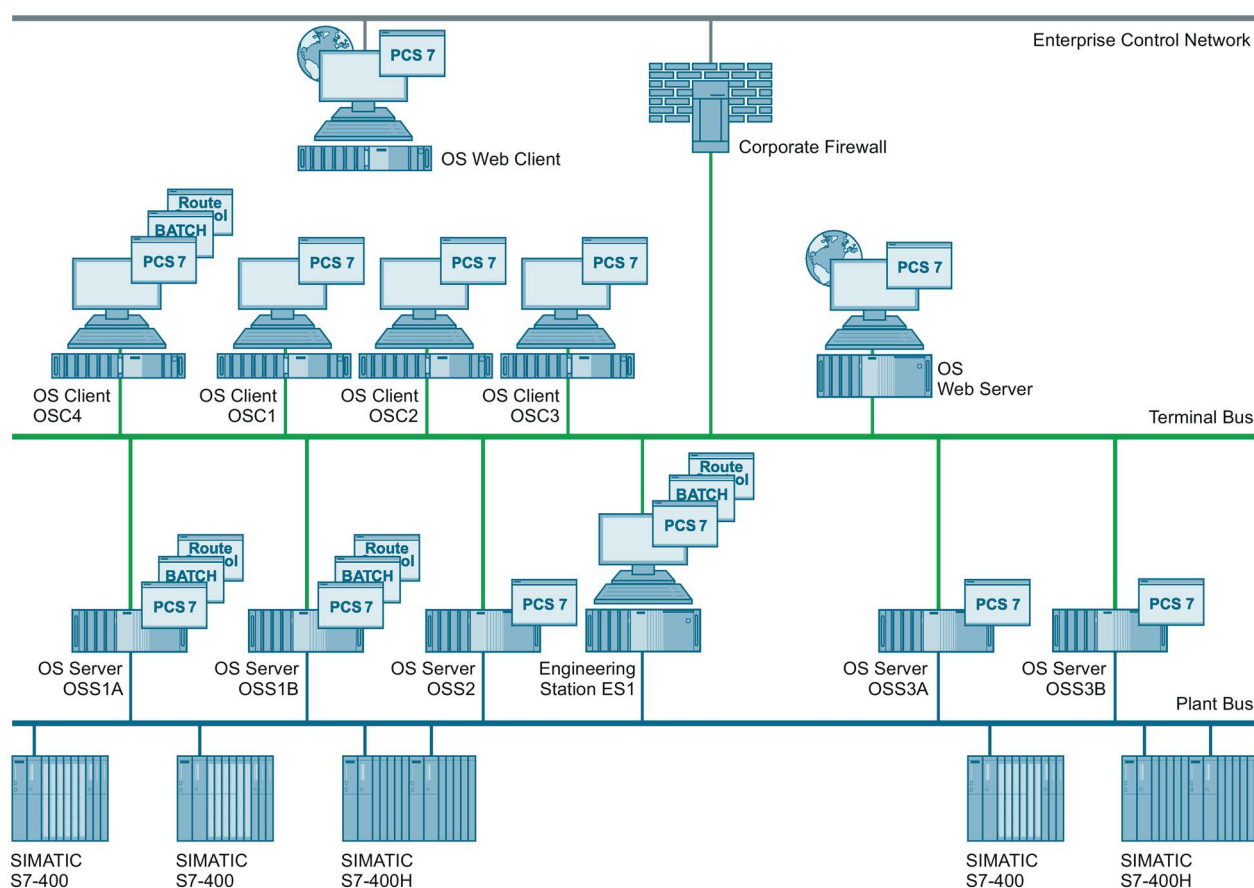 Enterprise Control Network
PCS 7
OS Web Client
Corporate Firewall
Route
BATCH
PCS 7
PCS 7
PCS 7
PCS 7
PCS 7
OS Client
OSC4
OS Client
OSC1
OS Client
OSC2
OS Client
OSC3
OS
Web Server
Terminal Bus
Route
BATCH
PCS 7
Route
BATCH
PCS 7
Route
BATCH
PCS 7
PCS 7
PCS 7
PCS 7
OS Server
OSS1A
OS Server
OSS1B
OS Server
OSS2
Engineering
Station ES1
OS Server
OSS3A
OS Server
OSS3B
Plant Bus
SIMATIC
S7-400
SIMATIC
S7-400
SIMATIC
S7-400H
SIMATIC
S7-400
SIMATIC
S7-400H